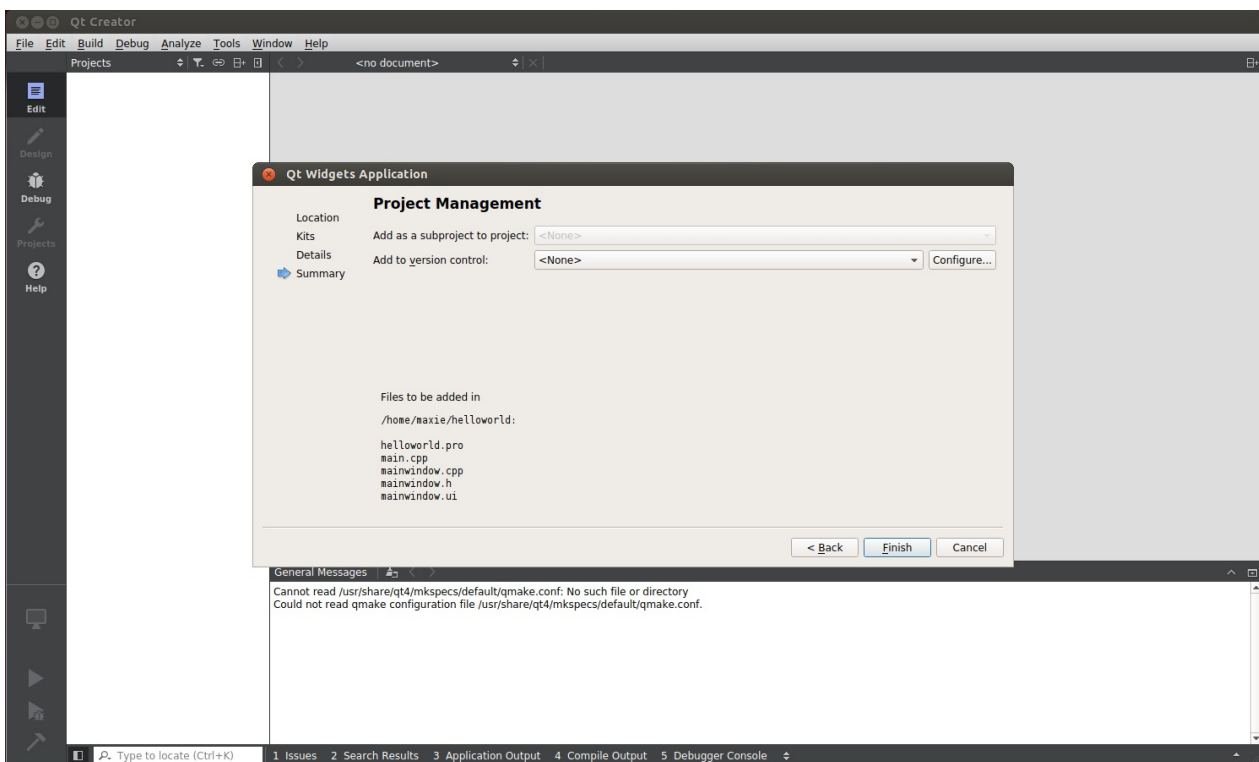 Qt Creator
File Edit Build Debug Analyze Tools Window Help
Projects <no document>
Edit
Design
Debug
Projects
Help
Qt Widgets Application
Location
Kits
Details
Summary
Project Management
Add as a subproject to project: <None>
Add to version control: <None> Configure...
Files to be added in
/home/maxie/helloworld:
helloworld.pro
main.cpp
mainwindow.cpp
mainwindow.h
mainwindow.ui
< Back Finish Cancel
General Messages
Cannot read /usr/share/qt4/mkspecs/default/qmake.conf: No such file or directory
Could not read qmake configuration file /usr/share/qt4/mkspecs/default/qmake.conf.
Type to locate (Ctrl+K) 1 Issues 2 Search Results 3 Application Output 4 Compile Output 5 Debugger Console